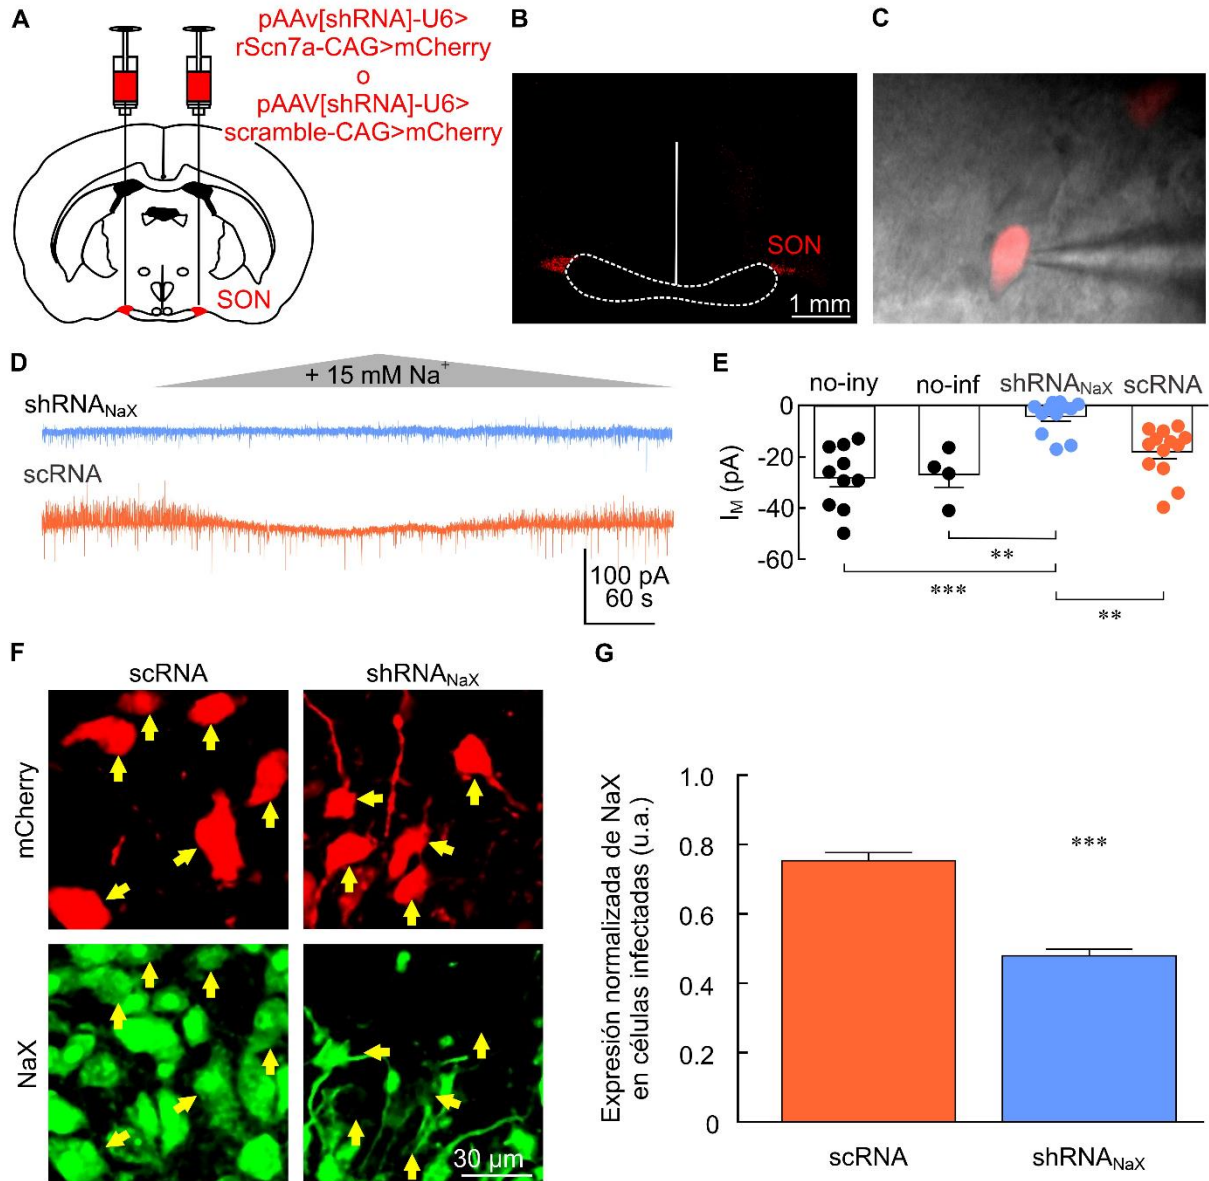 A
pAAv[shRNA]-U6>
rScn7a-CAG>mCherry
o
pAAV[shRNA]-U6>
scramble-CAG>mCherry
SON
B
SON
1 mm
C
D
+ 15 mM Na+
shRNANaX
scRNA
100 pA
60 s
E
no-iny no-inf shRNANaX scRNA
0
-20
-40
-60
IM (pA)
**
***
**
F
scRNA shRNANaX
mCherry
NaX
30 µm
G
Expresión normalizada de NaX
en células infectadas (u.a.)
1.0
0.8
0.6
0.4
0.2
0
***
scRNA shRNANaX